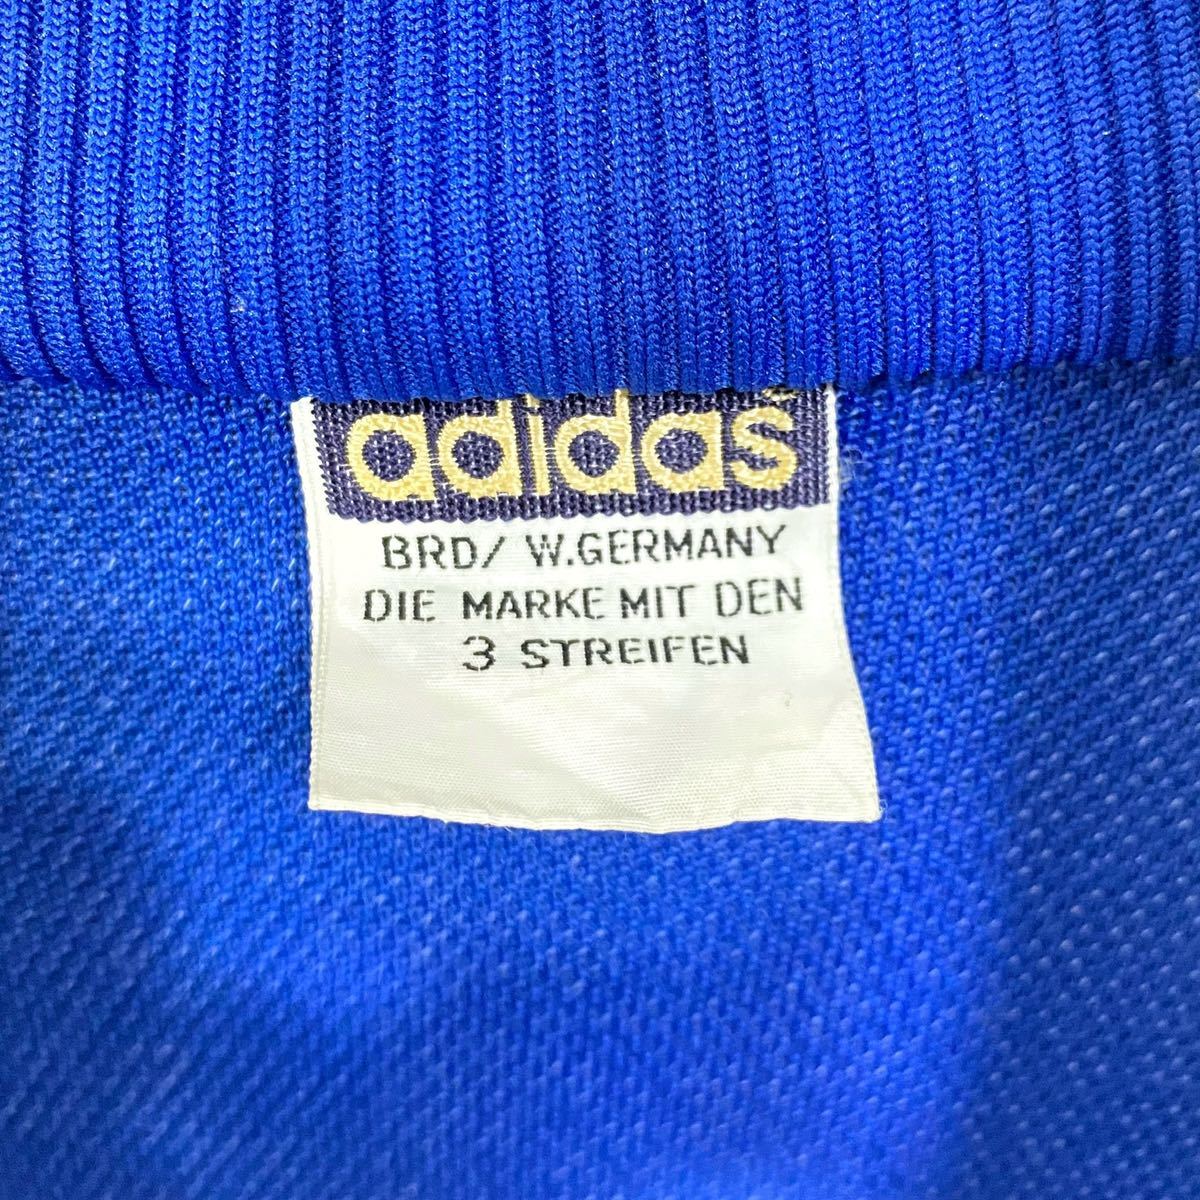 adidas
BRD/ W.GERMANY
DIE MARKE MIT DEN
3 STREIFEN